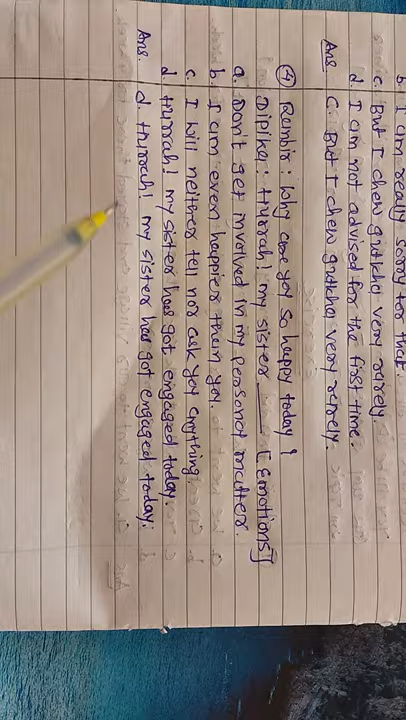 b. I am really sorry for that.
c. But I chew gutkha very rarely.
d. I am not advised for the first time.
Ans C. But I chew gutkha very rarely.
④ Ranbir: Why are you so happy today?
Dipika: Hurrah! my sister ____ [Emotions]
a. Don't get involved in my personal matter.
b. I am even happier than you.
c. I will neither tell nor ask you anything.
d. Hurrah! my sister has got engaged today.
Ans d. Hurrah! my sister has got engaged today.